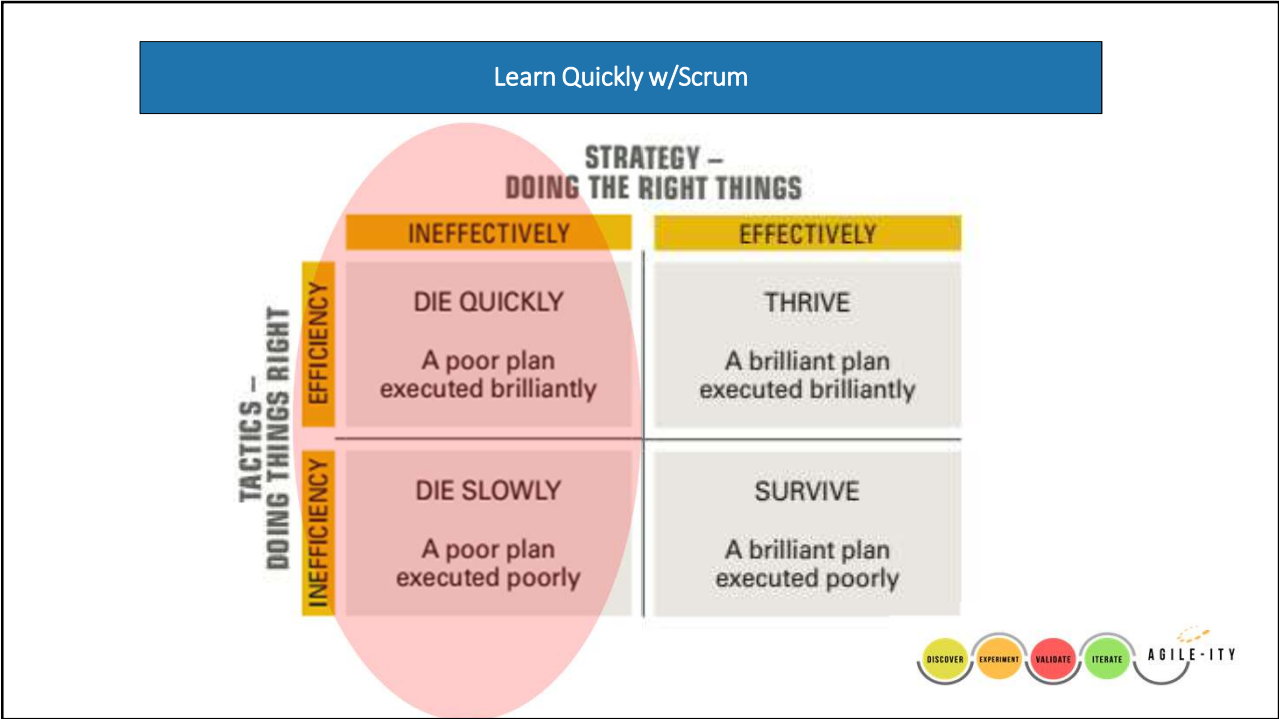 Learn Quickly w/Scrum
STRATEGY –
DOING THE RIGHT THINGS
INEFFECTIVELY
EFFECTIVELY
TACTICS –
DOING THINGS RIGHT
EFFICIENCY
DIE QUICKLY
A poor plan
executed brilliantly
THRIVE
A brilliant plan
executed brilliantly
INEFFICIENCY
DIE SLOWLY
A poor plan
executed poorly
SURVIVE
A brilliant plan
executed poorly
DISCOVER
EXPERIMENT
VALIDATE
ITERATE
AGILE-ITY